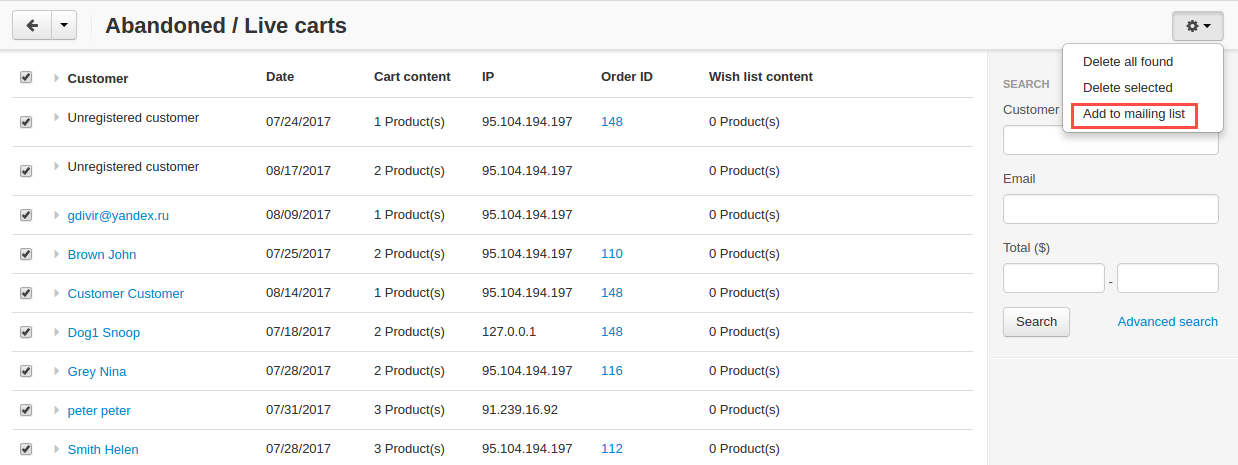 Abandoned / Live carts
Delete all found
Delete selected
Add to mailing list
Customer Date Cart content IP Order ID Wish list content
Unregistered customer 07/24/2017 1 Product(s) 95.104.194.197 148 0 Product(s)
Unregistered customer 08/17/2017 2 Product(s) 95.104.194.197 0 Product(s)
gdivir@yandex.ru 08/09/2017 1 Product(s) 95.104.194.197 0 Product(s)
Brown John 07/25/2017 2 Product(s) 95.104.194.197 110 0 Product(s)
Customer Customer 08/14/2017 1 Product(s) 95.104.194.197 148 0 Product(s)
Dog1 Snoop 07/18/2017 2 Product(s) 127.0.0.1 148 0 Product(s)
Grey Nina 07/28/2017 2 Product(s) 95.104.194.197 116 0 Product(s)
peter peter 07/31/2017 3 Product(s) 91.239.16.92 0 Product(s)
Smith Helen 07/28/2017 3 Product(s) 95.104.194.197 112 0 Product(s)
SEARCH
Customer
Email
Total ($)
-
Search Advanced search